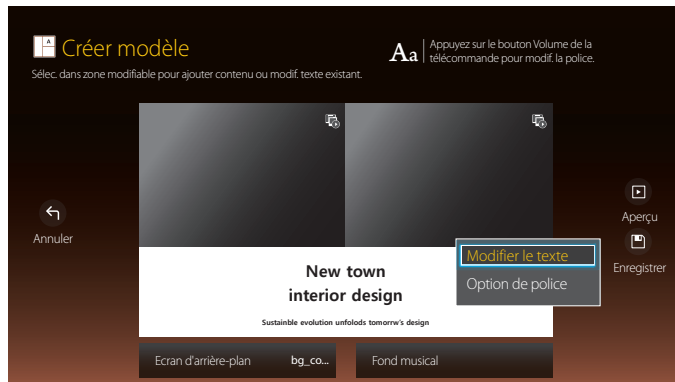 A
Créer modèle
Sélec. dans zone modifiable pour ajouter contenu ou modif. texte existant.
Aa
Appuyez sur le bouton Volume de la
télécommande pour modif. la police.
Annuler
New town
interior design
Sustainble evolution unfolods tomorrw's design
Modifier le texte
Option de police
Aperçu
Enregistrer
Ecran d'arrière-plan bg_co...
Fond musical